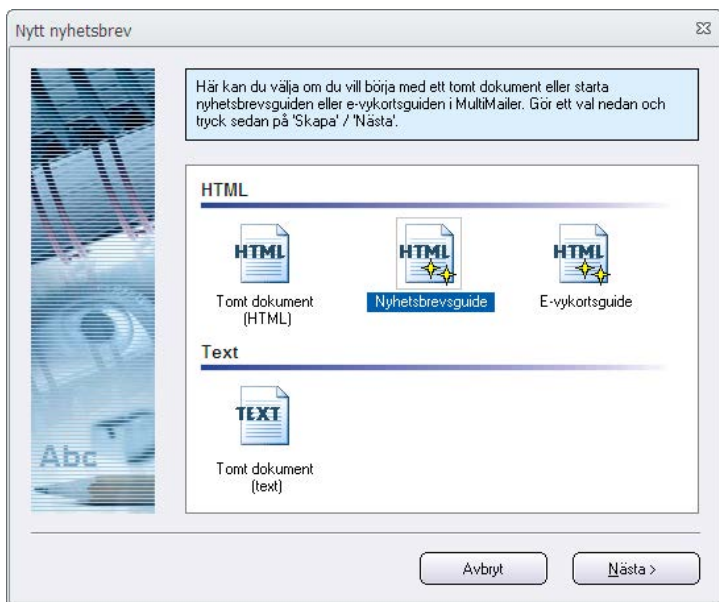 Nytt nyhetsbrev
Här kan du välja om du vill börja med ett tomt dokument eller starta
nyhetsbrevsguiden eller e-vykortsguiden i MultiMailer. Gör ett val nedan och
tryck sedan på 'Skapa' / 'Nästa'.
HTML
HTML HTML HTML
Tomt dokument
(HTML)
Nyhetsbrevsguide
E-vykortsguide
Text
TEXT
Tomt dokument
(text)
Abc
Avbryt
Nästa >